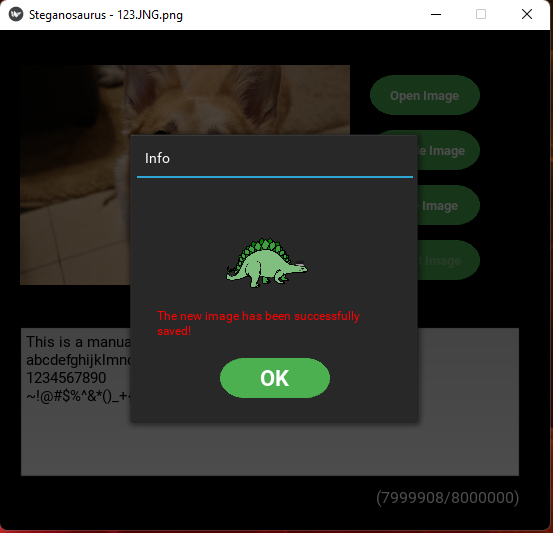 Steganosaurus - 123.JNG.png
Open Image
Info
e Image
e Image
Image
The new image has been successfully
saved!
This is a manua
abcdefghijklmno
1234567890
~!@#$%^&*()_+
OK
(7999908/8000000)